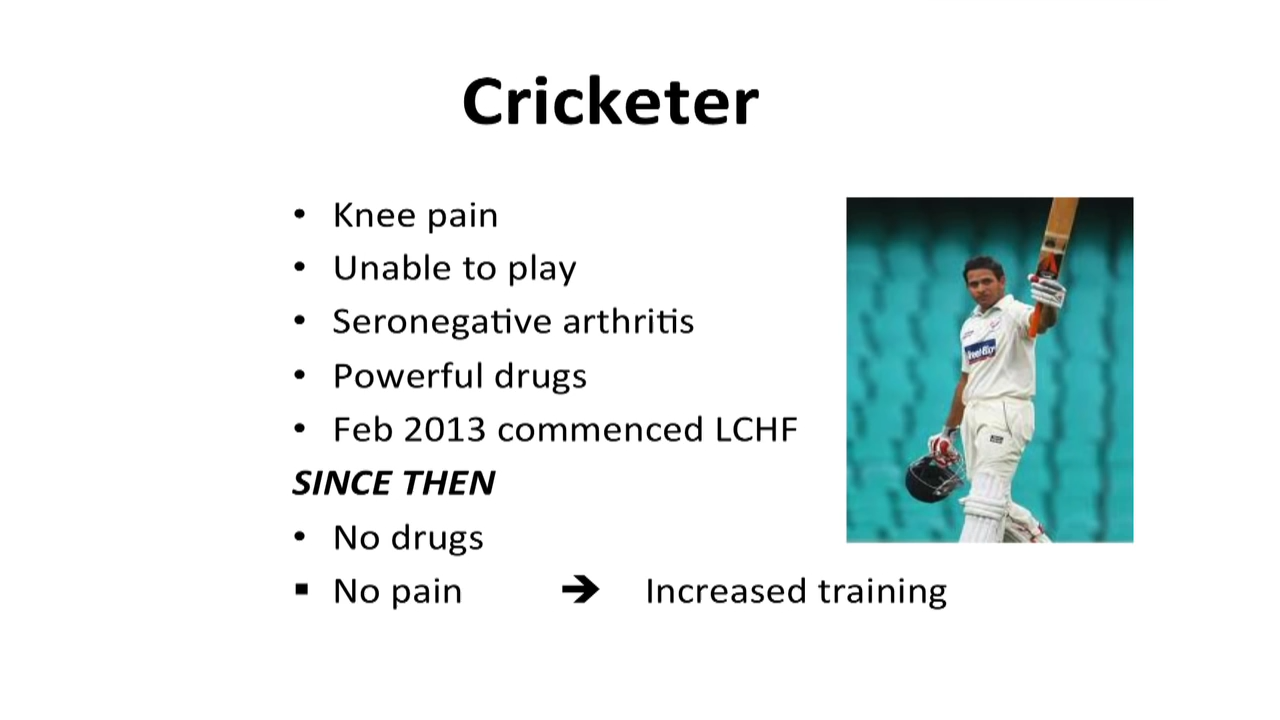 Cricketer
• Knee pain
• Unable to play
• Seronegative arthritis
• Powerful drugs
• Feb 2013 commenced LCHF
SINCE THEN
• No drugs
▪ No pain ➔ Increased training